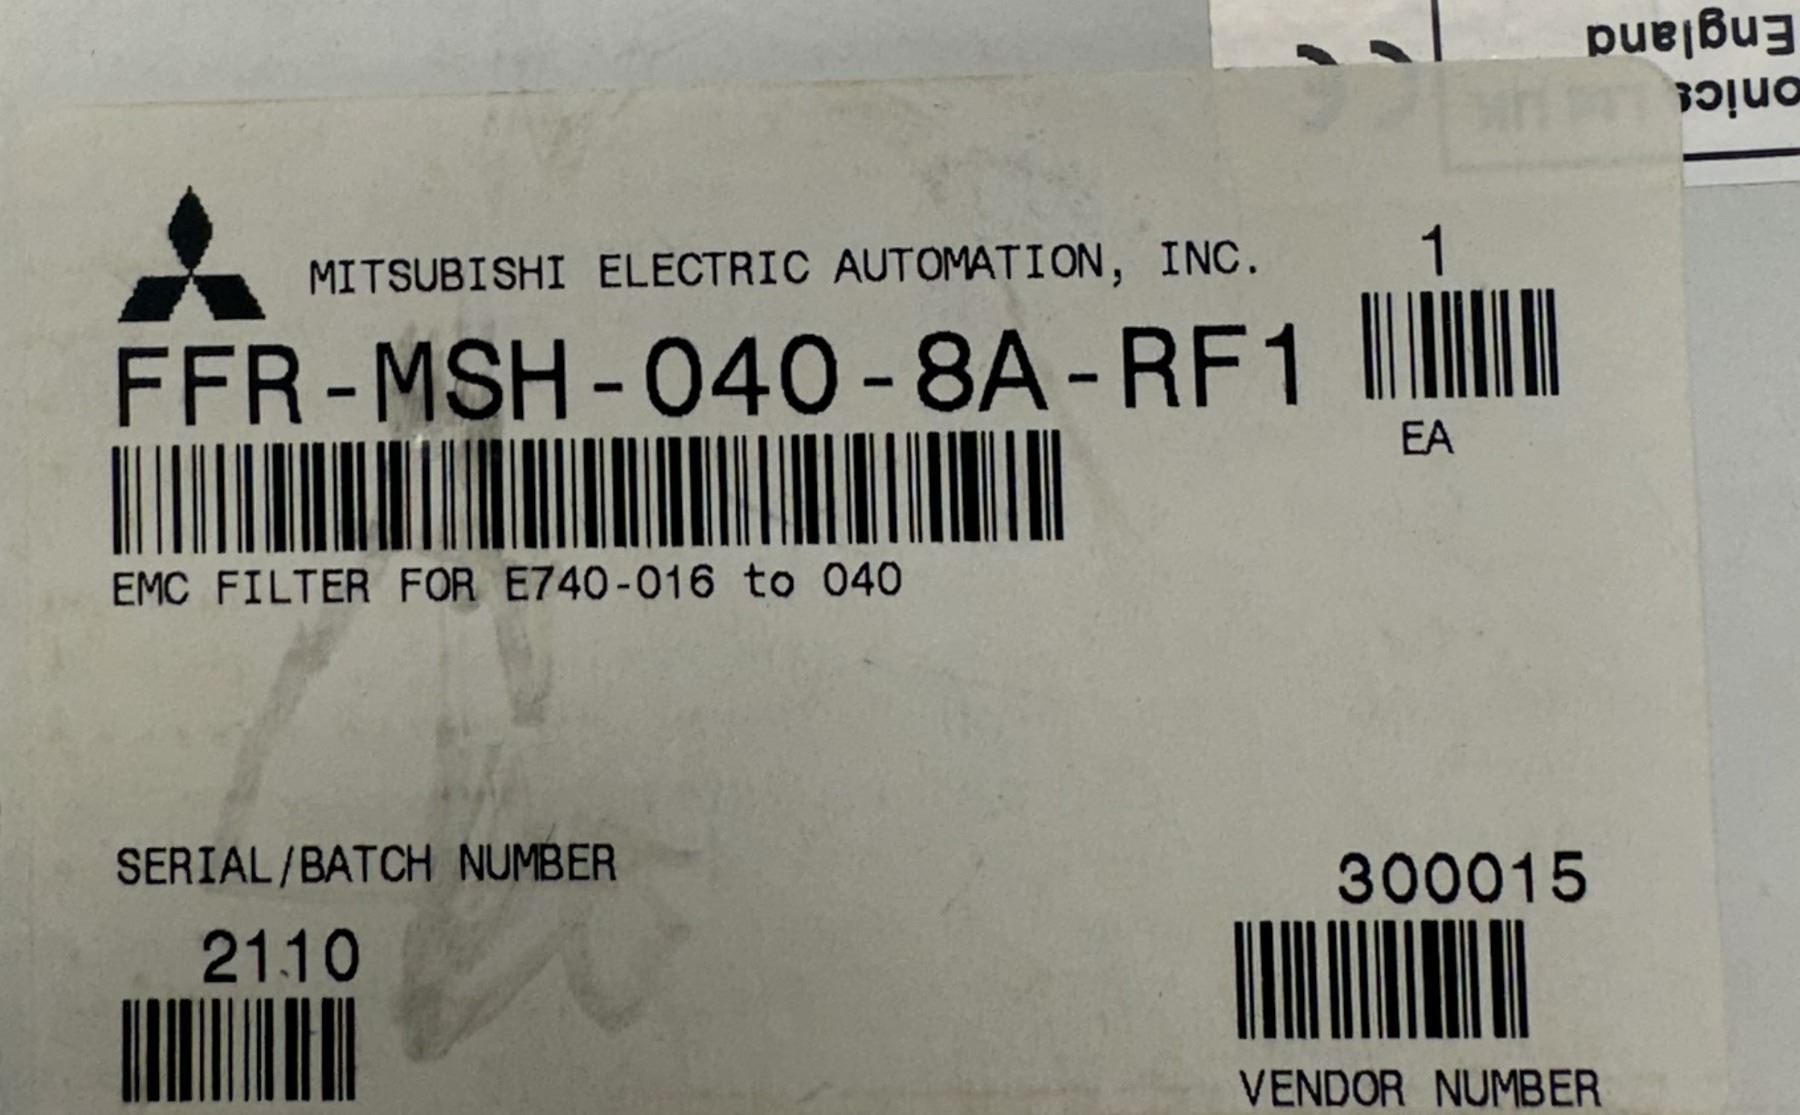 England
onics
MITSUBISHI ELECTRIC AUTOMATION, INC.
1
FFR-MSH-040-8A-RF1
EA
EMC FILTER FOR E740-016 to 040
SERIAL/BATCH NUMBER
300015
2110
VENDOR NUMBER